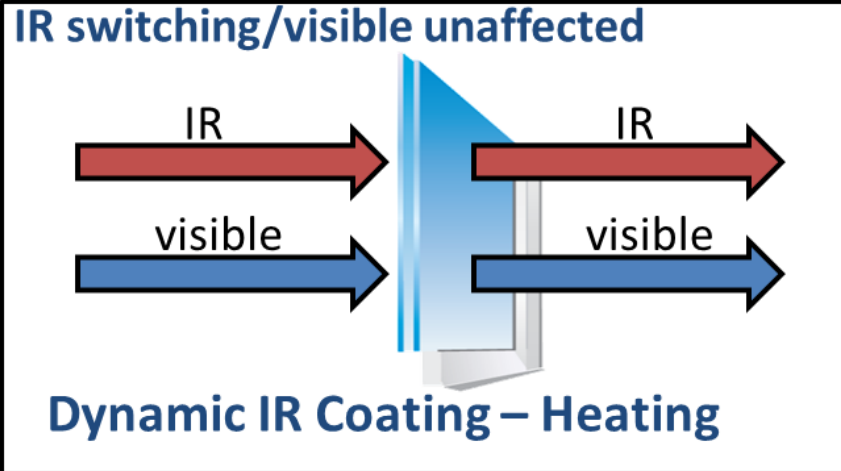 IR switching/visible unaffected
IR IR
visible visible
Dynamic IR Coating – Heating